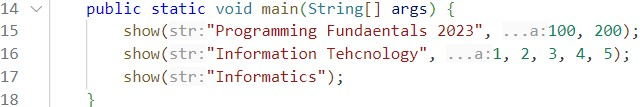 14 public static void main(String[] args) {
15 show(str:"Programming Fundaentals 2023", ...a:100, 200);
16 show(str:"Information Tehcnology", ...a:1, 2, 3, 4, 5);
17 show(str:"Informatics");
18 }